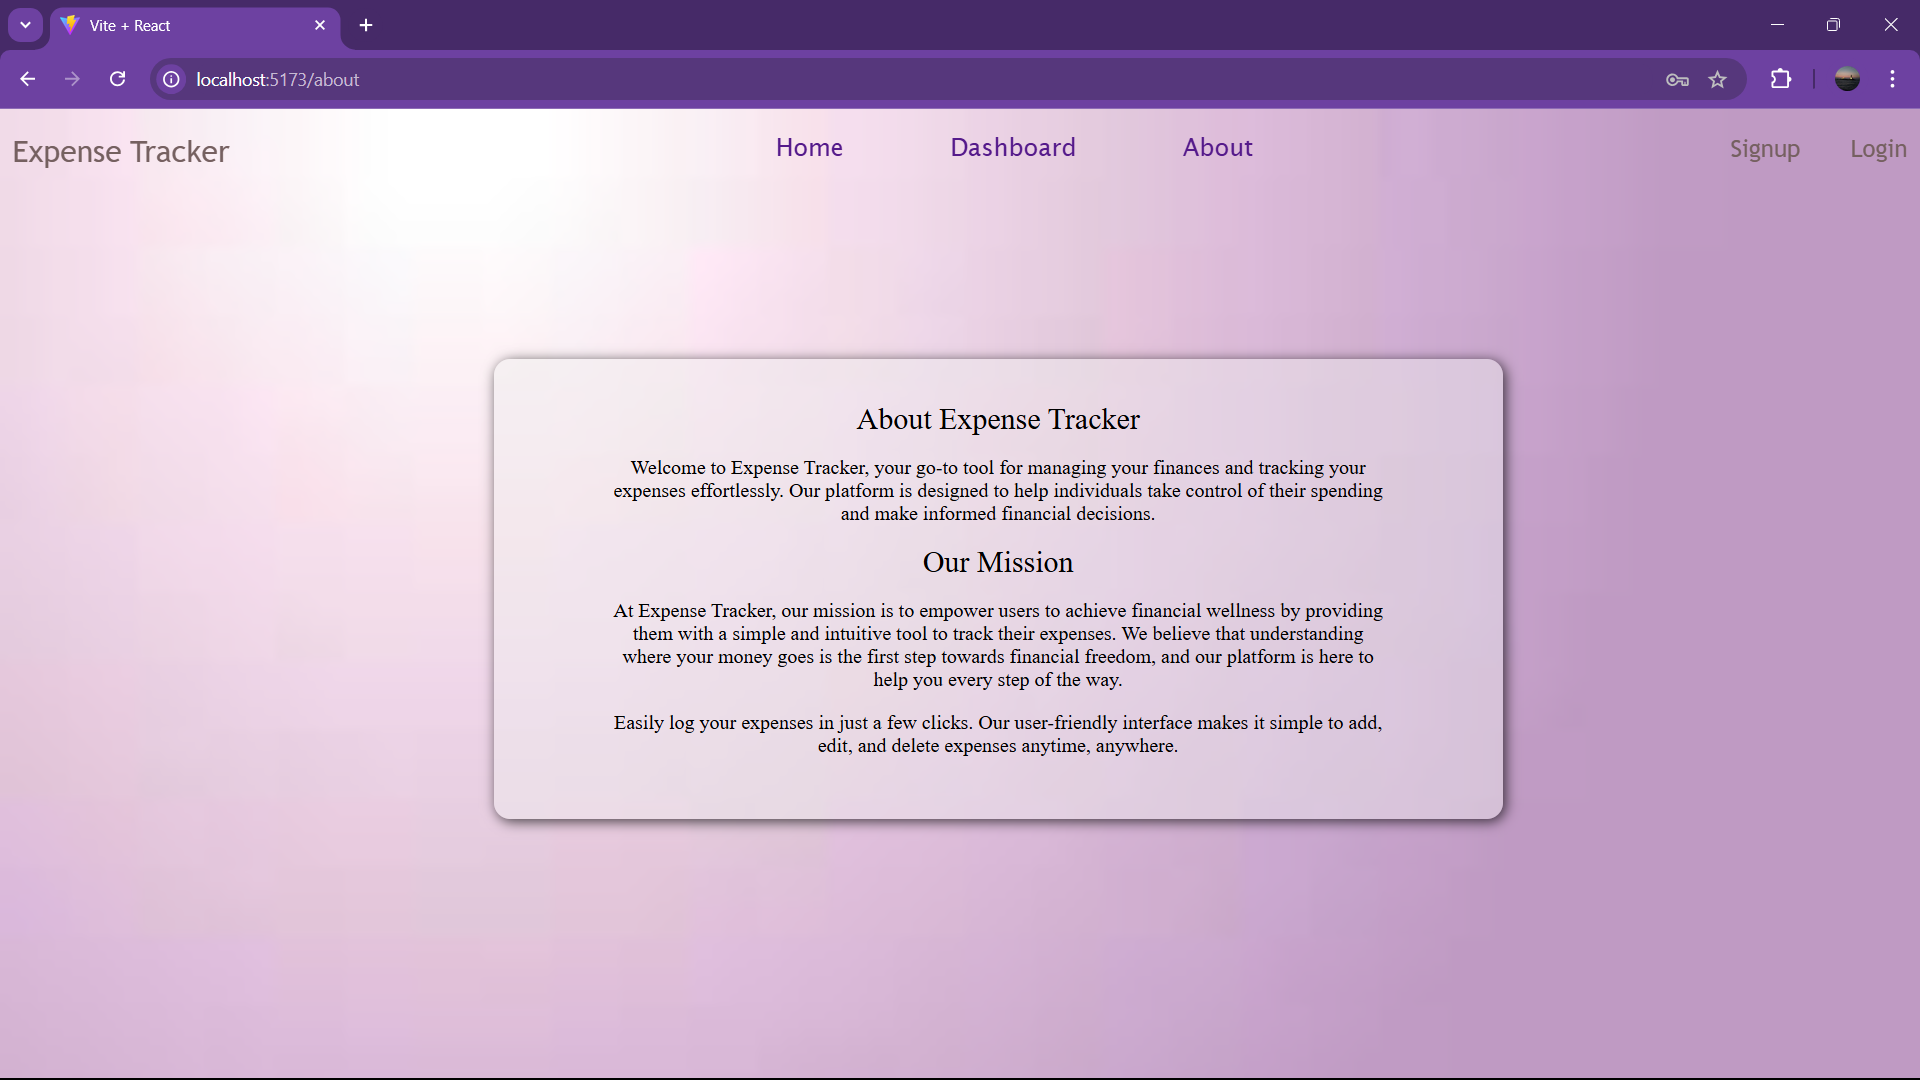 Vite + React
localhost:5173/about
Expense Tracker
Home
Dashboard
About
Signup
Login
About Expense Tracker
Welcome to Expense Tracker, your go-to tool for managing your finances and tracking your
expenses effortlessly. Our platform is designed to help individuals take control of their spending
and make informed financial decisions.
Our Mission
At Expense Tracker, our mission is to empower users to achieve financial wellness by providing
them with a simple and intuitive tool to track their expenses. We believe that understanding
where your money goes is the first step towards financial freedom, and our platform is here to
help you every step of the way.
Easily log your expenses in just a few clicks. Our user-friendly interface makes it simple to add,
edit, and delete expenses anytime, anywhere.